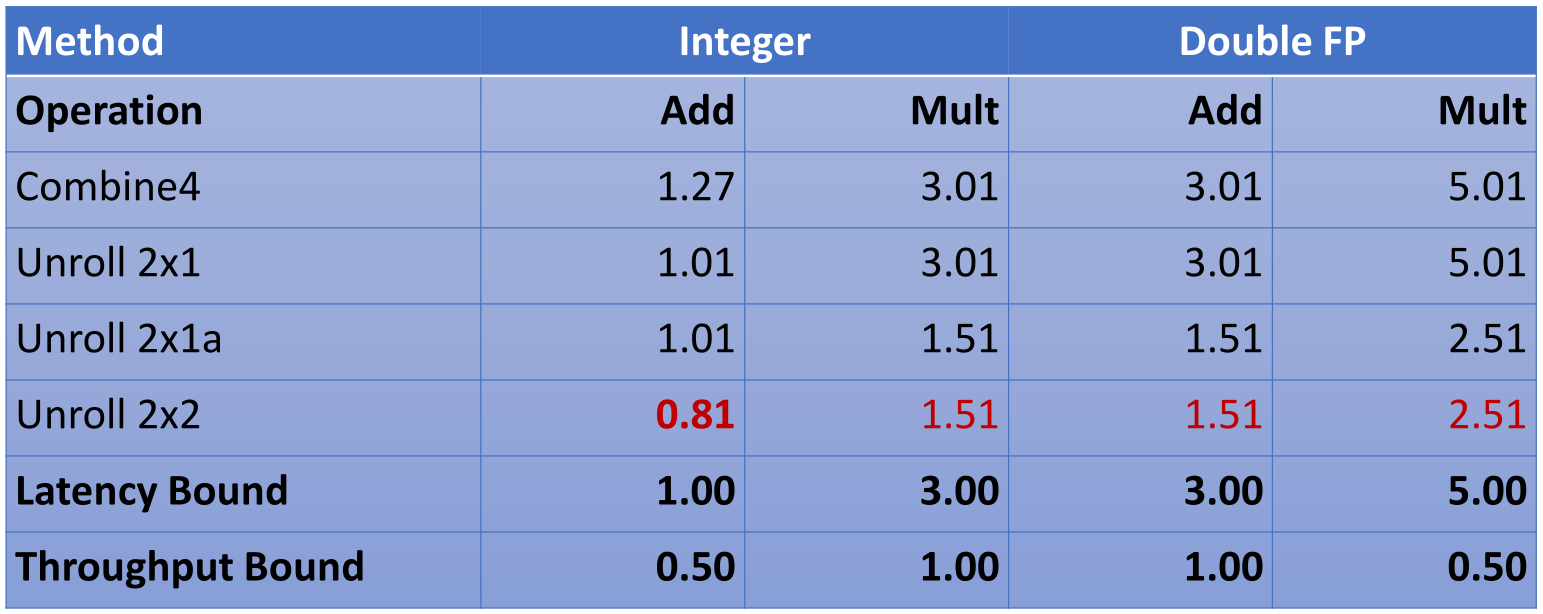 Method Integer Double FP
Operation Add Mult Add Mult
Combine4 1.27 3.01 3.01 5.01
Unroll 2x1 1.01 3.01 3.01 5.01
Unroll 2x1a 1.01 1.51 1.51 2.51
Unroll 2x2 0.81 1.51 1.51 2.51
Latency Bound 1.00 3.00 3.00 5.00
Throughput Bound 0.50 1.00 1.00 0.50